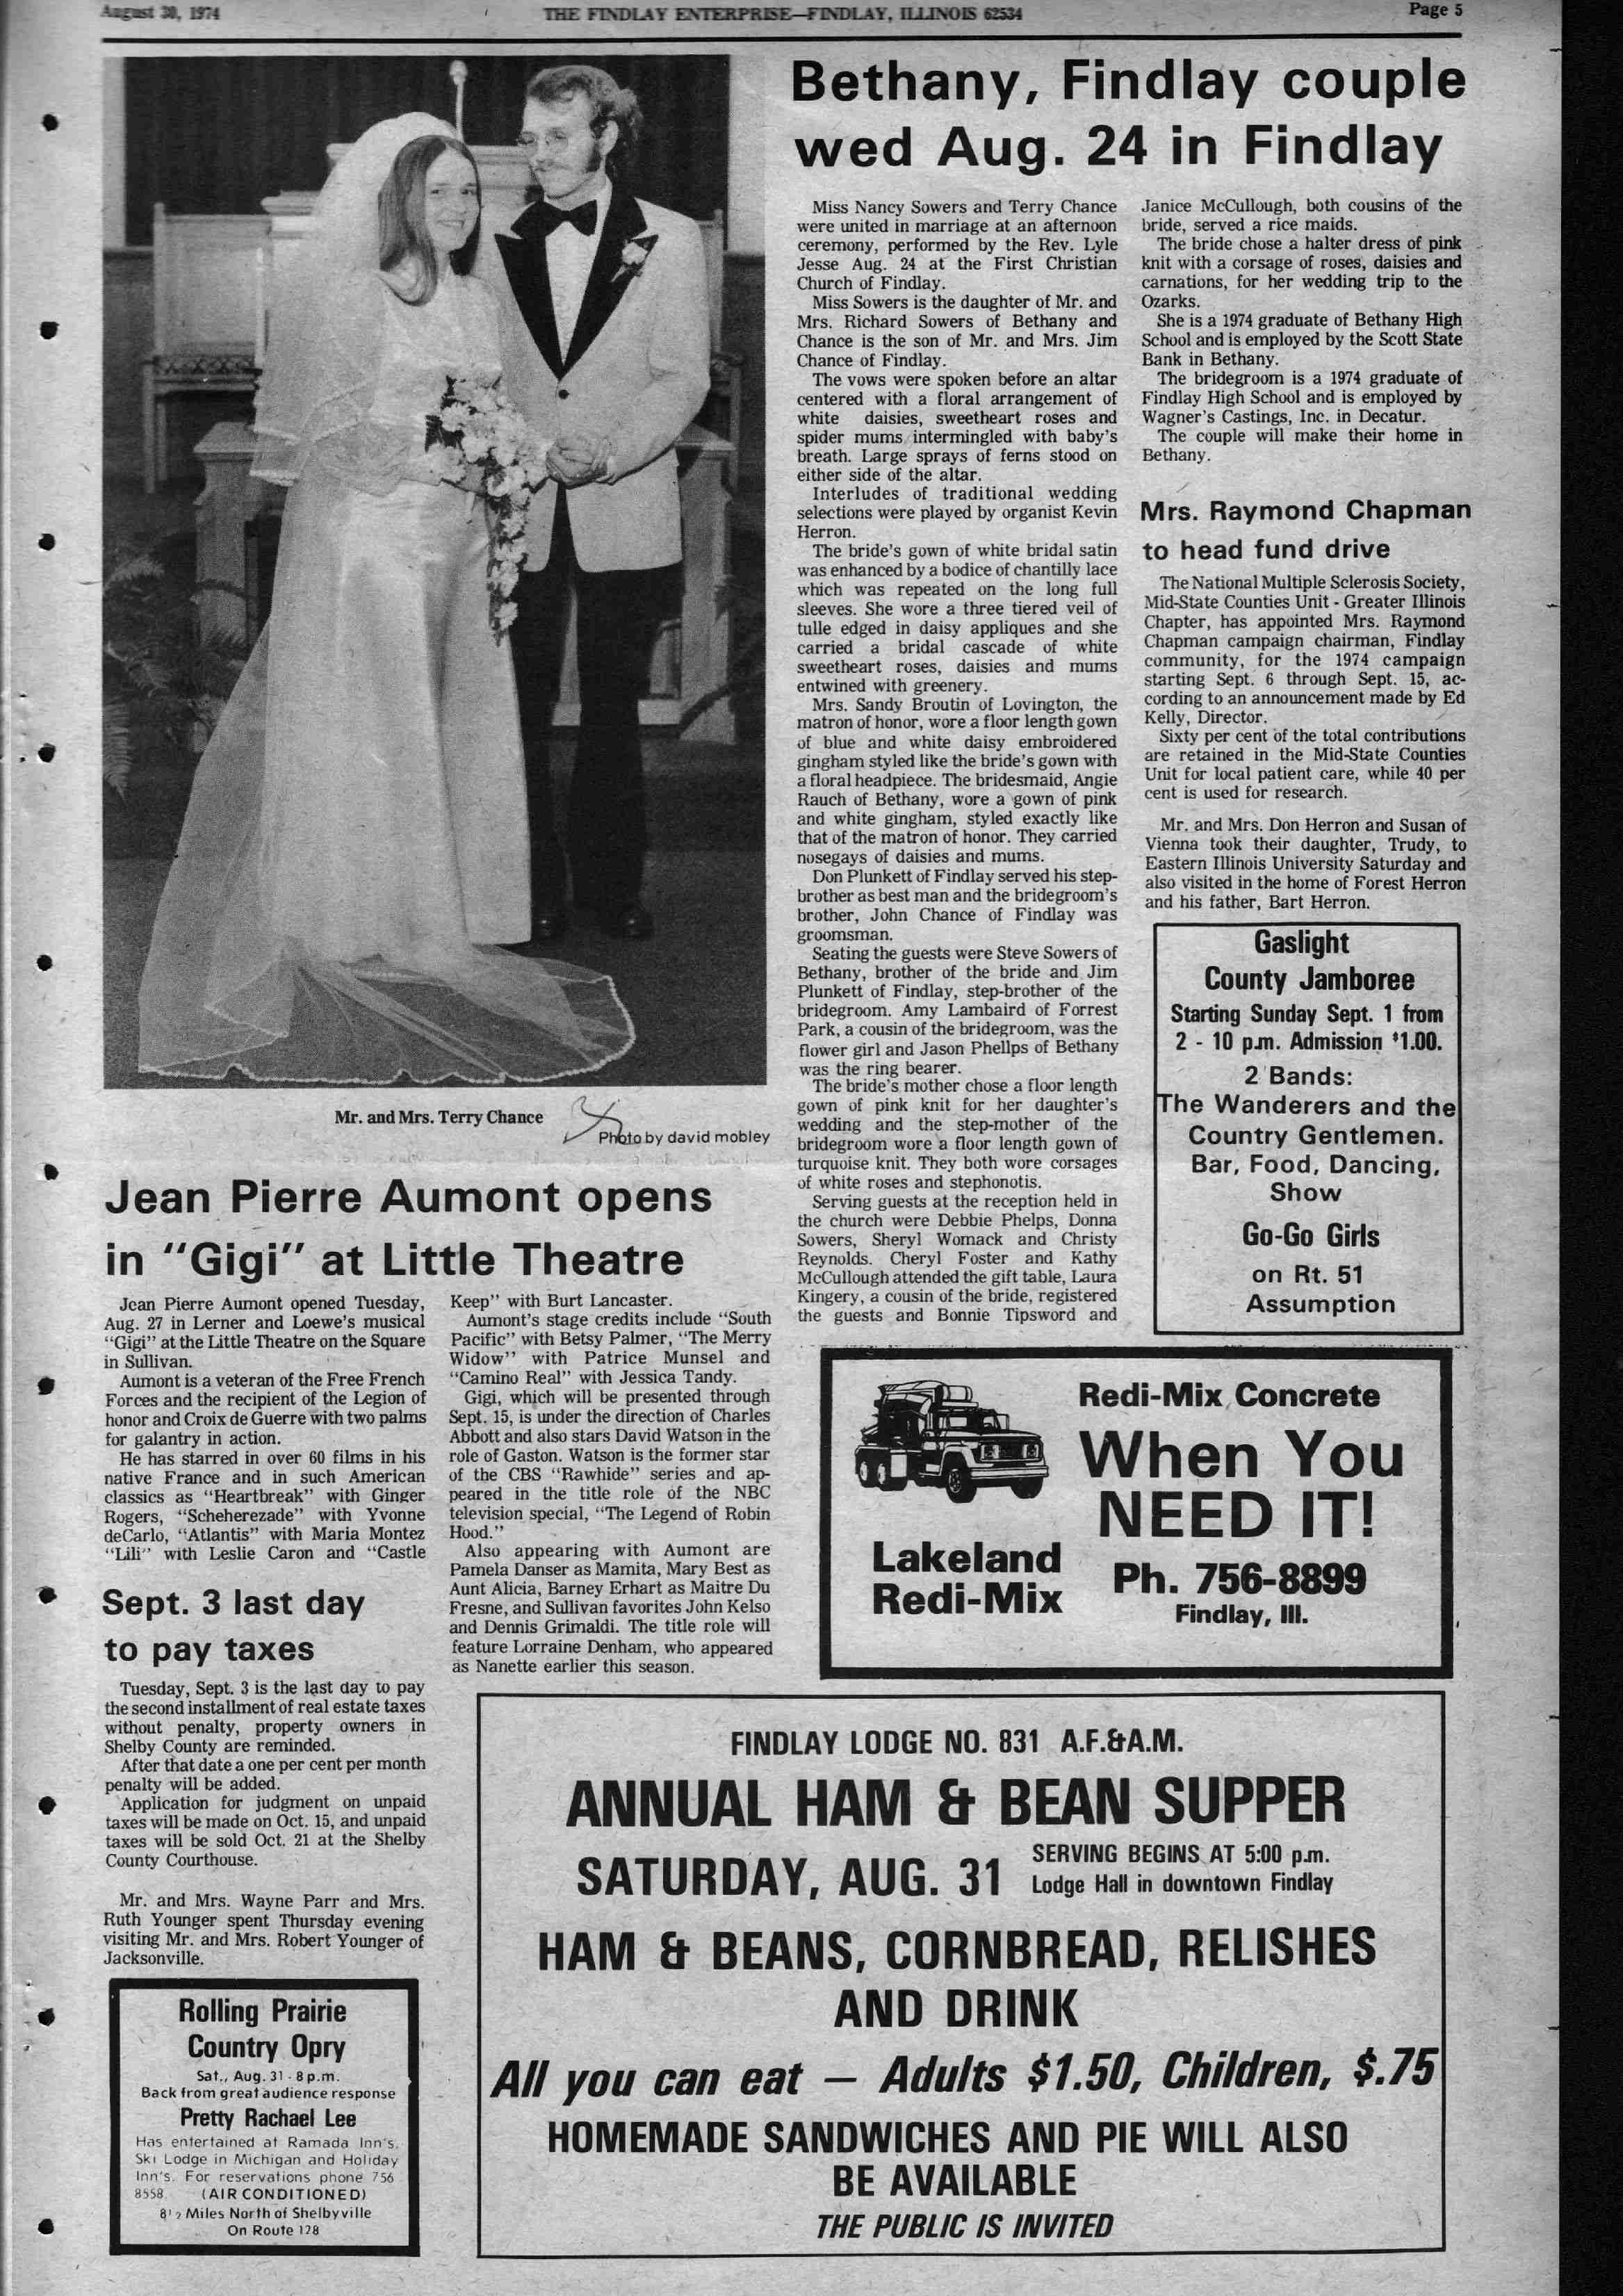 August 30, 1974
THE FINDLAY ENTERPRISE—FINDLAY, ILLINOIS 62534
Page 5
Mr. and Mrs. Terry Chance
Photo by david mobley
Bethany, Findlay couple
wed Aug. 24 in Findlay
Miss Nancy Sowers and Terry Chance
were united in marriage at an afternoon
ceremony, performed by the Rev. Lyle
Jesse Aug. 24 at the First Christian
Church of Findlay.
Miss Sowers is the daughter of Mr. and
Mrs. Richard Sowers of Bethany and
Chance is the son of Mr. and Mrs. Jim
Chance of Findlay.
The vows were spoken before an altar
centered with a floral arrangement of
white daisies, sweetheart roses and
spider mums intermingled with baby's
breath. Large sprays of ferns stood on
either side of the altar.
Interludes of traditional wedding
selections were played by organist Kevin
Herron.
The bride's gown of white bridal satin
was enhanced by a bodice of chantilly lace
which was repeated on the long full
sleeves. She wore a three tiered veil of
tulle edged in daisy appliques and she
carried a bridal cascade of white
sweetheart roses, daisies and mums
entwined with greenery.
Mrs. Sandy Broutin of Lovington, the
matron of honor, wore a floor length gown
of blue and white daisy embroidered
gingham styled like the bride's gown with
a floral headpiece. The bridesmaid, Angie
Rauch of Bethany, wore a gown of pink
and white gingham, styled exactly like
that of the matron of honor. They carried
nosegays of daisies and mums.
Don Plunkett of Findlay served his step-
brother as best man and the bridegroom's
brother, John Chance of Findlay was
groomsman.
Seating the guests were Steve Sowers of
Bethany, brother of the bride and Jim
Plunkett of Findlay, step-brother of the
bridegroom. Amy Lambaird of Forrest
Park, a cousin of the bridegroom, was the
flower girl and Jason Phellps of Bethany
was the ring bearer.
The bride's mother chose a floor length
gown of pink knit for her daughter's
wedding and the step-mother of the
bridegroom wore a floor length gown of
turquoise knit. They both wore corsages
of white roses and stephonotis.
Serving guests at the reception held in
the church were Debbie Phelps, Donna
Sowers, Sheryl Womack and Christy
Reynolds. Cheryl Foster and Kathy
McCullough attended the gift table, Laura
Kingery, a cousin of the bride, registered
the guests and Bonnie Tipsword and
Janice McCullough, both cousins of the
bride, served a rice maids.
The bride chose a halter dress of pink
knit with a corsage of roses, daisies and
carnations, for her wedding trip to the
Ozarks.
She is a 1974 graduate of Bethany High
School and is employed by the Scott State
Bank in Bethany.
The bridegroom is a 1974 graduate of
Findlay High School and is employed by
Wagner's Castings, Inc. in Decatur.
The couple will make their home in
Bethany.
Mrs. Raymond Chapman
to head fund drive
The National Multiple Sclerosis Society,
Mid-State Counties Unit - Greater Illinois
Chapter, has appointed Mrs. Raymond
Chapman campaign chairman, Findlay
community, for the 1974 campaign
starting Sept. 6 through Sept. 15, ac-
cording to an announcement made by Ed
Kelly, Director.
Sixty per cent of the total contributions
are retained in the Mid-State Counties
Unit for local patient care, while 40 per
cent is used for research.
Mr. and Mrs. Don Herron and Susan of
Vienna took their daughter, Trudy, to
Eastern Illinois University Saturday and
also visited in the home of Forest Herron
and his father, Bart Herron.
Gaslight
County Jamboree
Starting Sunday Sept. 1 from
2 - 10 p.m. Admission $1.00.
2 Bands:
The Wanderers and the
Country Gentlemen.
Bar, Food, Dancing,
Show
Go-Go Girls
on Rt. 51
Assumption
Jean Pierre Aumont opens
in "Gigi" at Little Theatre
Jean Pierre Aumont opened Tuesday,
Aug. 27 in Lerner and Loewe's musical
"Gigi" at the Little Theatre on the Square
in Sullivan.
Aumont is a veteran of the Free French
Forces and the recipient of the Legion of
honor and Croix de Guerre with two palms
for galantry in action.
He has starred in over 60 films in his
native France and in such American
classics as "Heartbreak" with Ginger
Rogers, "Scheherezade" with Yvonne
deCarlo, "Atlantis" with Maria Montez
"Lili" with Leslie Caron and "Castle
Keep" with Burt Lancaster.
Aumont's stage credits include "South
Pacific" with Betsy Palmer, "The Merry
Widow" with Patrice Munsel and
"Camino Real" with Jessica Tandy.
Gigi, which will be presented through
Sept. 15, is under the direction of Charles
Abbott and also stars David Watson in the
role of Gaston. Watson is the former star
of the CBS "Rawhide" series and ap-
peared in the title role of the NBC
television special, "The Legend of Robin
Hood."
Also appearing with Aumont are
Pamela Danser as Mamita, Mary Best as
Aunt Alicia, Barney Erhart as Maitre Du
Fresne, and Sullivan favorites John Kelso
and Dennis Grimaldi. The title role will
feature Lorraine Denham, who appeared
as Nanette earlier this season.
Sept. 3 last day
to pay taxes
Tuesday, Sept. 3 is the last day to pay
the second installment of real estate taxes
without penalty, property owners in
Shelby County are reminded.
After that date a one per cent per month
penalty will be added.
Application for judgment on unpaid
taxes will be made on Oct. 15, and unpaid
taxes will be sold Oct. 21 at the Shelby
County Courthouse.
Mr. and Mrs. Wayne Parr and Mrs.
Ruth Younger spent Thursday evening
visiting Mr. and Mrs. Robert Younger of
Jacksonville.
Rolling Prairie
Country Opry
Sat., Aug. 31 - 8 p.m.
Back from great audience response
Pretty Rachael Lee
Has entertained at Ramada Inn's.
Ski Lodge in Michigan and Holiday
Inn's. For reservations phone 756
8558. (AIR CONDITIONED)
8½ Miles North of Shelbyville
On Route 128
Redi-Mix Concrete
When You
NEED IT!
Lakeland
Redi-Mix
Ph. 756-8899
Findlay, Ill.
FINDLAY LODGE NO. 831 A.F.&A.M.
ANNUAL HAM & BEAN SUPPER
SATURDAY, AUG. 31
SERVING BEGINS AT 5:00 p.m.
Lodge Hall in downtown Findlay
HAM & BEANS, CORNBREAD, RELISHES
AND DRINK
All you can eat — Adults $1.50, Children, $.75
HOMEMADE SANDWICHES AND PIE WILL ALSO
BE AVAILABLE
THE PUBLIC IS INVITED